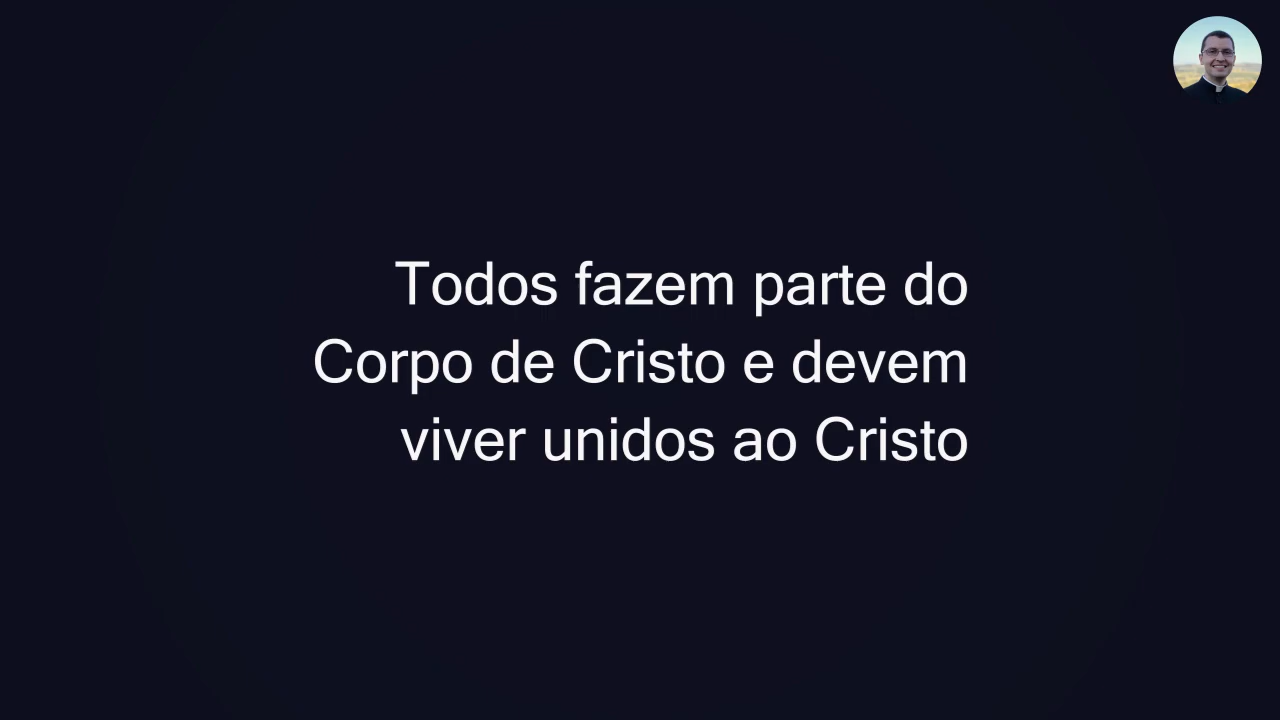 Todos fazem parte do
Corpo de Cristo e devem
viver unidos ao Cristo